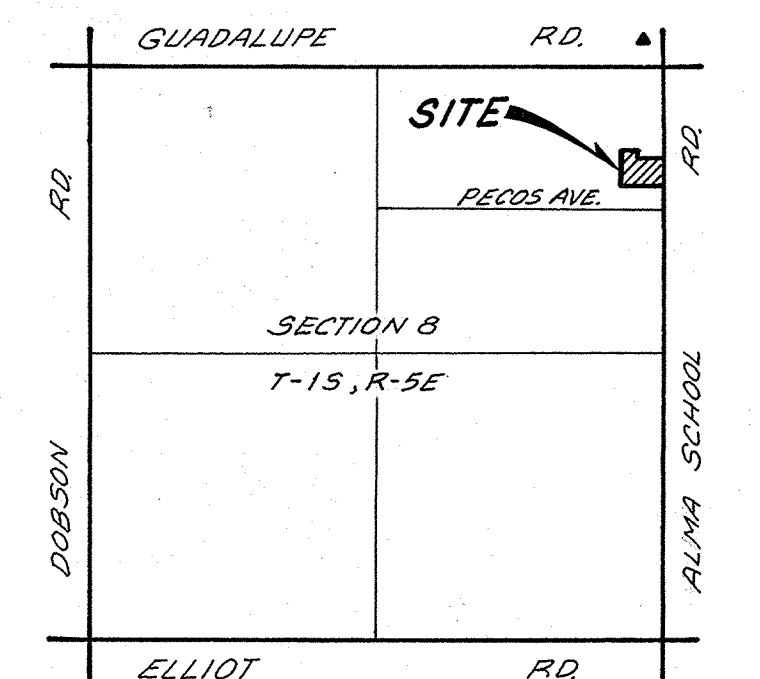 GUADALUPE RD.
SITE
RD.
RD.
PECOS AVE.
SECTION 8
T-1S, R-5E
DOBSON
ALMA SCHOOL
ELLIOT RD.